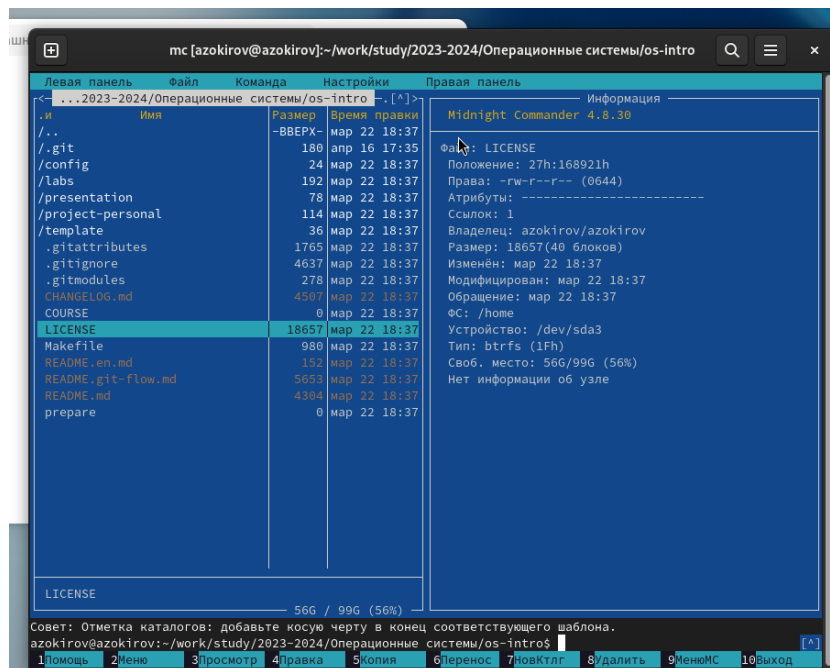 ашн
mc [azokirov@azokirov]:~/work/study/2023-2024/Операционные системы/os-intro
Левая панель Файл Команда Настройки Правая панель
<─ ...2023-2024/Операционные системы/os-intro ─.[^]>
.и Имя Размер Время правки
/.. -ВВЕРХ- мар 22 18:37
/.git 180 апр 16 17:35
/config 24 мар 22 18:37
/labs 192 мар 22 18:37
/presentation 78 мар 22 18:37
/project-personal 114 мар 22 18:37
/template 36 мар 22 18:37
.gitattributes 1765 мар 22 18:37
.gitignore 4637 мар 22 18:37
.gitmodules 278 мар 22 18:37
CHANGELOG.md 4507 мар 22 18:37
COURSE 0 мар 22 18:37
LICENSE 18657 мар 22 18:37
Makefile 980 мар 22 18:37
README.en.md 152 мар 22 18:37
README.git-flow.md 5653 мар 22 18:37
README.md 4304 мар 22 18:37
prepare 0 мар 22 18:37
LICENSE
56G / 99G (56%)
Информация
Midnight Commander 4.8.30
Файл: LICENSE
Положение: 27h:168921h
Права: -rw-r--r-- (0644)
Атрибуты: -------------------------
Ссылок: 1
Владелец: azokirov/azokirov
Размер: 18657(40 блоков)
Изменён: мар 22 18:37
Модифицирован: мар 22 18:37
Обращение: мар 22 18:37
ФС: /home
Устройство: /dev/sda3
Тип: btrfs (1Fh)
Своб. место: 56G/99G (56%)
Нет информации об узле
Совет: Отметка каталогов: добавьте косую черту в конец соответствующего шаблона.
azokirov@azokirov:~/work/study/2023-2024/Операционные системы/os-intro$ [^]
1Помощь 2Меню 3Просмотр 4Правка 5Копия 6Перенос 7НовКтлг 8Удалить 9МенюМС 10Выход